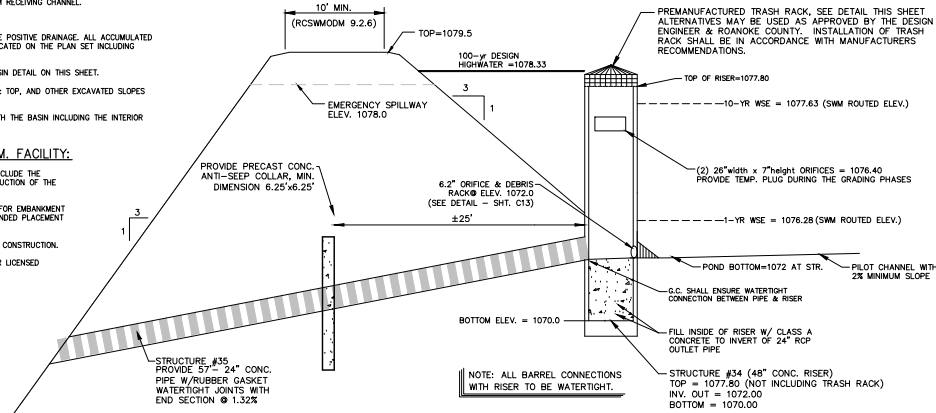 M RECEIVING CHANNEL.
E POSITIVE DRAINAGE. ALL ACCUMULATED
CATED ON THE PLAN SET INCLUDING
SIN DETAIL ON THIS SHEET.
TOP, AND OTHER EXCAVATED SLOPES
TH THE BASIN INCLUDING THE INTERIOR
M. FACILITY:
CLUDE THE
UCTION OF THE
FOR EMBANKMENT
NDED PLACEMENT
CONSTRUCTION.
R LICENSED
10' MIN.
(RCSWMODM 9.2.6)
TOP=1079.5
100-yr DESIGN
HIGHWATER =1078.33
3
1
EMERGENCY SPILLWAY
ELEV. 1078.0
PROVIDE PRECAST CONC.
ANTI-SEEP COLLAR, MIN.
DIMENSION 6.25'x6.25'
3
1
6.2" ORIFICE & DEBRIS
RACK@ ELEV. 1072.0
(SEE DETAIL - SHT. C13)
±25'
PREMANUFACTURED TRASH RACK, SEE DETAIL THIS SHEET
ALTERNATIVES MAY BE USED AS APPROVED BY THE DESIGN
ENGINEER & ROANOKE COUNTY. INSTALLATION OF TRASH
RACK SHALL BE IN ACCORDANCE WITH MANUFACTURERS
RECOMMENDATIONS.
TOP OF RISER=1077.80
10-YR WSE = 1077.63 (SWM ROUTED ELEV.)
(2) 26"width x 7"height ORIFICES = 1076.40
PROVIDE TEMP. PLUG DURING THE GRADING PHASES
1-YR WSE = 1076.28 (SWM ROUTED ELEV.)
POND BOTTOM=1072 AT STR.
PILOT CHANNEL WITH
2% MINIMUM SLOPE
G.C. SHALL ENSURE WATERTIGHT
CONNECTION BETWEEN PIPE & RISER
BOTTOM ELEV. = 1070.0
FILL INSIDE OF RISER W/ CLASS A
CONCRETE TO INVERT OF 24" RCP
OUTLET PIPE
STRUCTURE #35
PROVIDE 57'- 24" CONC.
PIPE W/RUBBER GASKET
WATERTIGHT JOINTS WITH
END SECTION @ 1.32%
NOTE: ALL BARREL CONNECTIONS
WITH RISER TO BE WATERTIGHT.
STRUCTURE #34 (48" CONC. RISER)
TOP = 1077.80 (NOT INCLUDING TRASH RACK)
INV. OUT = 1072.00
BOTTOM = 1070.00